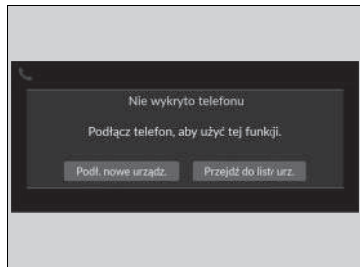 Nie wykryto telefonu
Podłącz telefon, aby użyć tej funkcji.
Podł. nowe urządz.
Przejdź do listy urz.